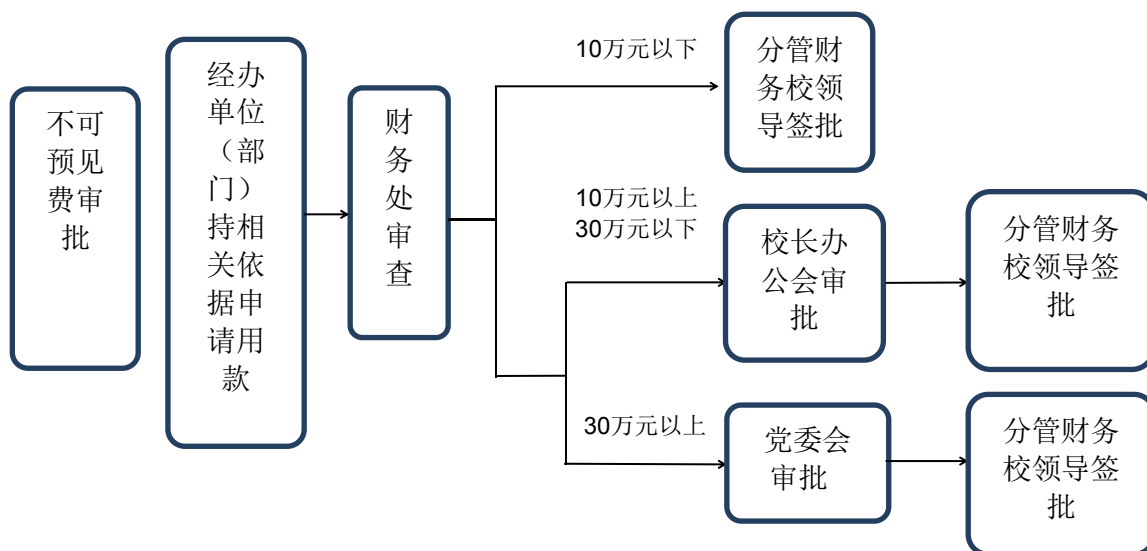 不可
预见
费审
批
经办
单位
（部
门）
持相
关依
据申
请用
款
财
务
处
审
查
10万元以下
分管财
务校领
导签批
10万元以上
30万元以下
校长办
公会审
批
分管财务
校领导签
批
30万元以上
党委会
审批
分管财务
校领导签
批